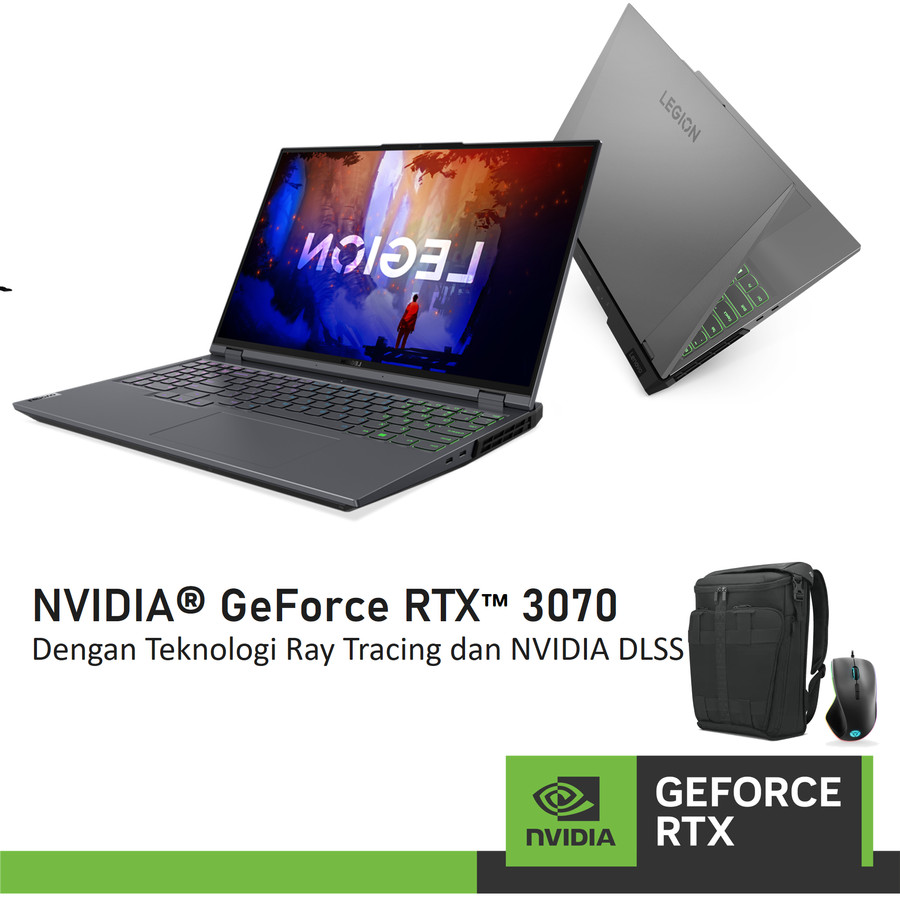 LEGION
LEGION
NVIDIA® GeForce RTX™ 3070
Dengan Teknologi Ray Tracing dan NVIDIA DLSS
NVIDIA
GEFORCE
RTX